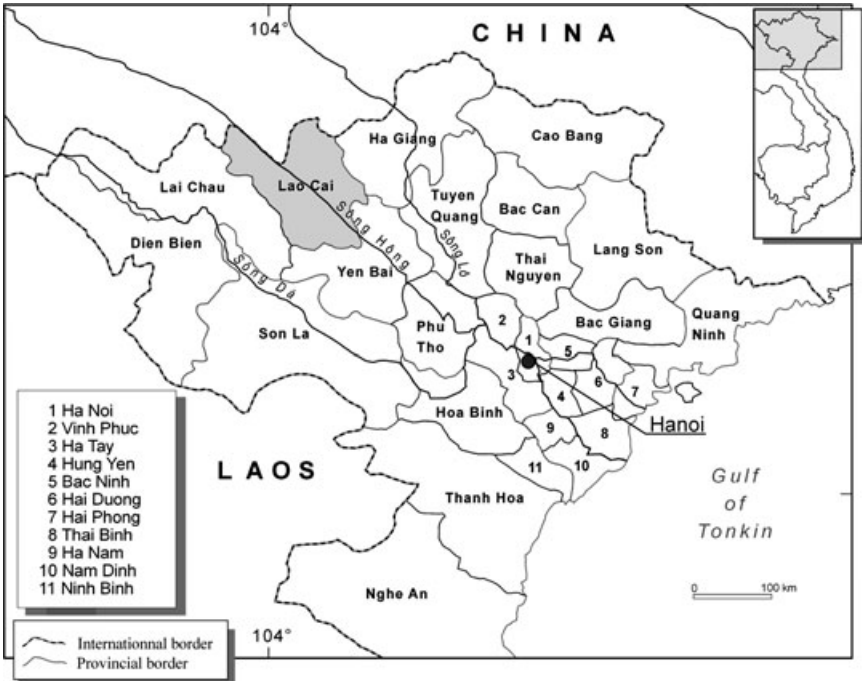 104°
CHINA
Ha Giang
Cao Bang
Lai Chau
Lao Cai
Tuyen
Quang
Bac Can
Sông Hông
Sông Lô
Dien Bien
Lang Son
Thai
Nguyen
Yen Bai
Sông Dá
Quang
Ninh
Bac Giang
Son La
Phu
Tho
2
1
5
3
6
7
4
Hoa Binh
Hanoi
9
8
1 Ha Noi
2 Vinh Phuc
3 Ha Tay
4 Hung Yen
5 Bac Ninh
6 Hai Duong
7 Hai Phong
8 Thai Binh
9 Ha Nam
10 Nam Dinh
11 Ninh Binh
LAOS
11
10
Thanh Hoa
Gulf
of
Tonkin
Nghe An
0 100 km
104°
Internationnal border
Provincial border